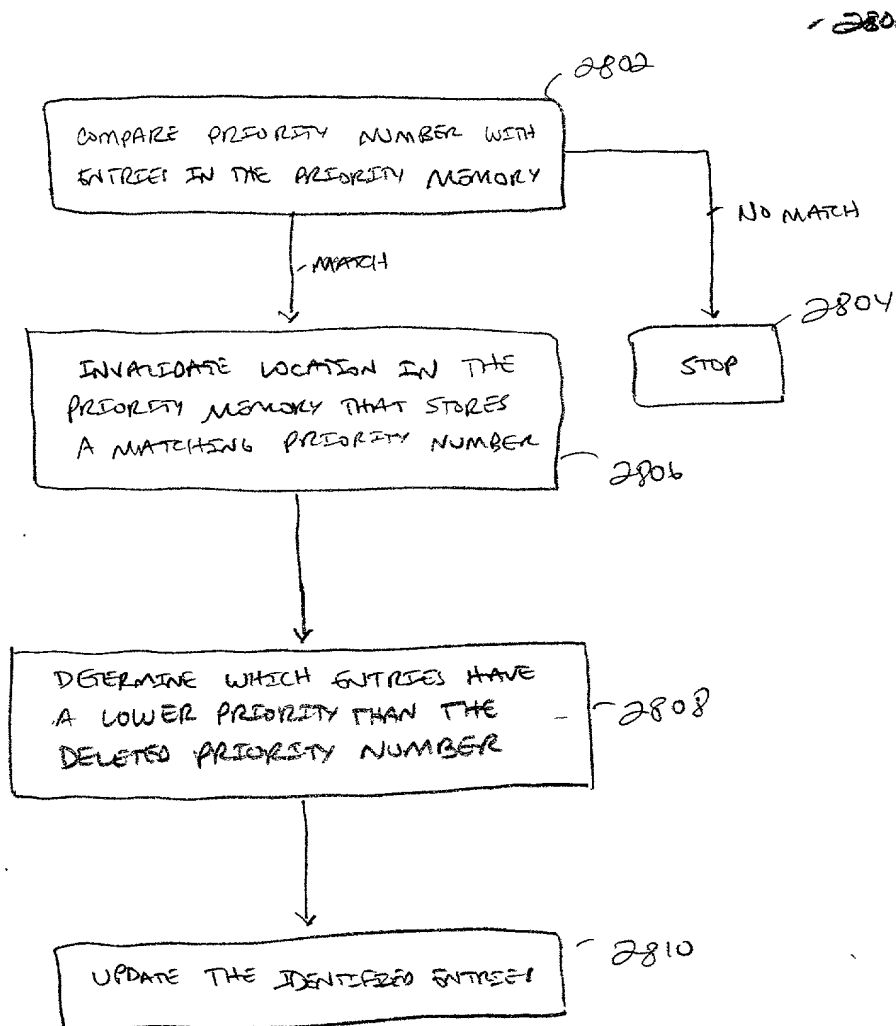 2802
COMPARE PRIORITY NUMBER WITH
ENTRIES IN THE PRIORITY MEMORY
NO MATCH
MATCH
2804
STOP
INVALIDATE LOCATION IN THE
PRIORITY MEMORY THAT STORES
A MATCHING PRIORITY NUMBER
2806
DETERMINE WHICH ENTRIES HAVE
A LOWER PRIORITY THAN THE
DELETED PRIORITY NUMBER
2808
UPDATE THE IDENTIFIED ENTRIES
2810